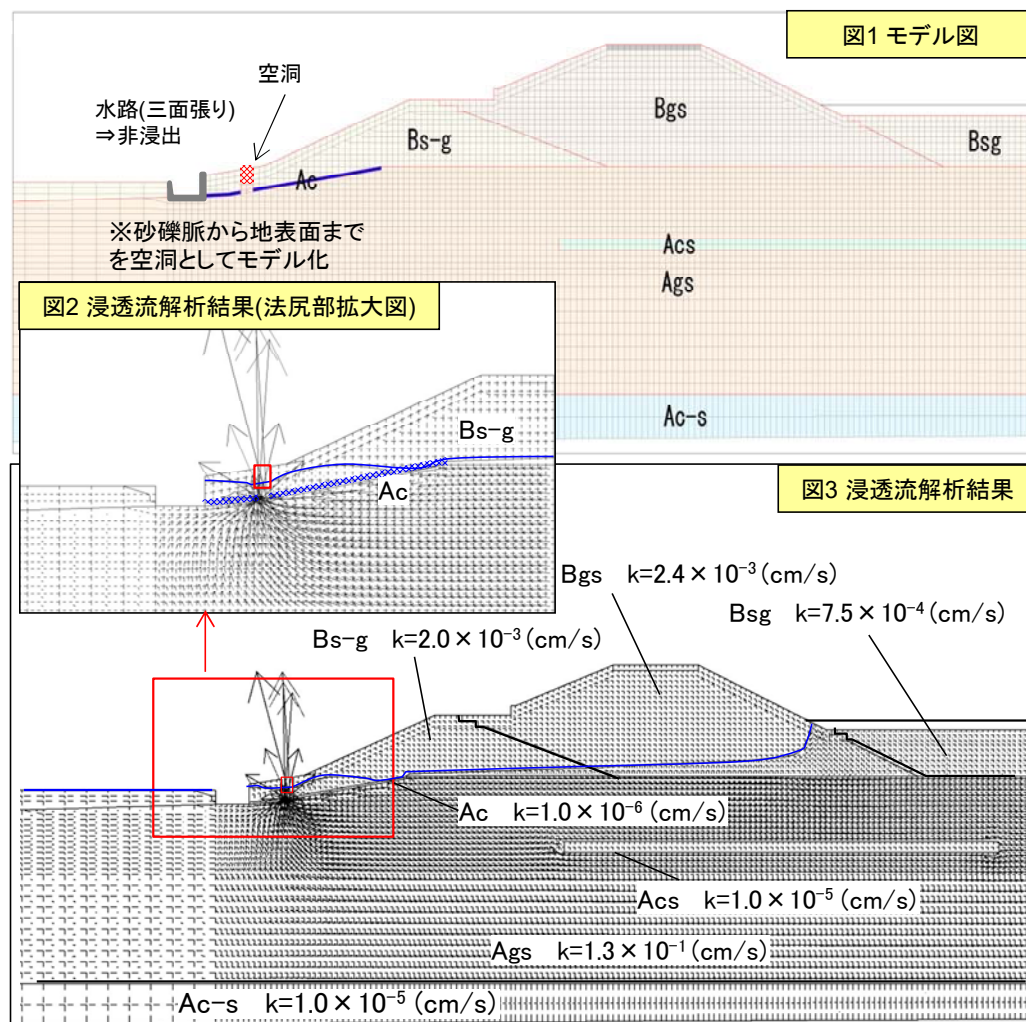 図1 モデル図
空洞
水路(三面張り)
⇒非浸出
Bgs
Bs-g
Bsg
Ac
※砂礫脈から地表面まで
を空洞としてモデル化
Acs
Ags
Ac-s
図2 浸透流解析結果(法尻部拡大図)
Bs-g
Ac
図3 浸透流解析結果
Bgs k=2.4×10⁻³(cm/s)
Bsg k=7.5×10⁻⁴(cm/s)
Bs-g k=2.0×10⁻³(cm/s)
Ac k=1.0×10⁻⁶(cm/s)
Acs k=1.0×10⁻⁵(cm/s)
Ags k=1.3×10⁻¹(cm/s)
Ac-s k=1.0×10⁻⁵(cm/s)